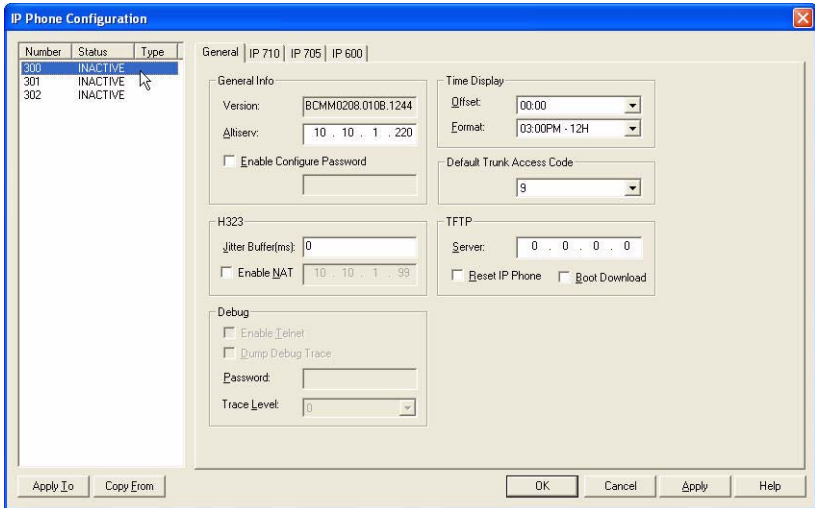 IP Phone Configuration
Number Status Type
300 INACTIVE
301 INACTIVE
302 INACTIVE
General IP 710 IP 705 IP 600
General Info
Version: BCMM0208.010B.1244
Altiserv: 10 . 10 . 1 . 220
Enable Configure Password
Time Display
Offset: 00:00
Format: 03:00PM - 12H
Default Trunk Access Code
9
H323
Jitter Buffer(ms): 0
Enable NAT 10 . 10 . 1 . 99
TFTP
Server: 0 . 0 . 0 . 0
Reset IP Phone Boot Download
Debug
Enable Telnet
Dump Debug Trace
Password:
Trace Level: 0
Apply To Copy From OK Cancel Apply Help